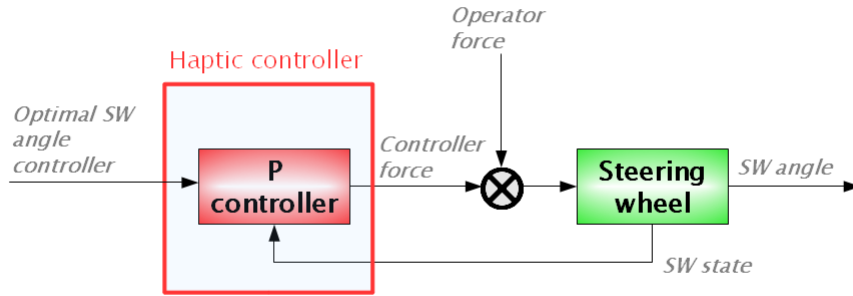 Operator
force
Haptic controller
Optimal SW
angle
controller
P
controller
Controller
force
Steering
wheel
SW angle
SW state